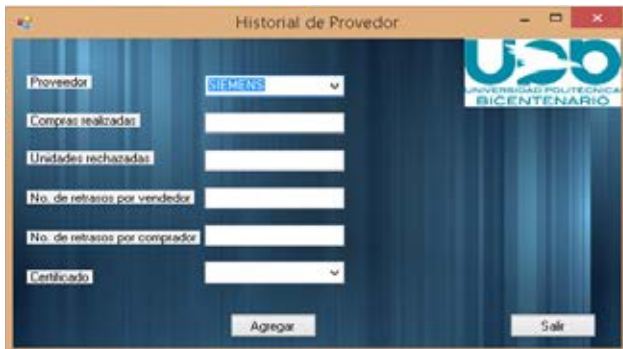 Historial de Provedor
UPB
UNIVERSIDAD POLITÉCNICA
BICENTENARIO
Proveedor
SIEMENS
Compras realizadas
Unidades rechazadas
No. de retrasos por vendedor
No. de retrasos por comprador
Certificado
Agregar
Salir